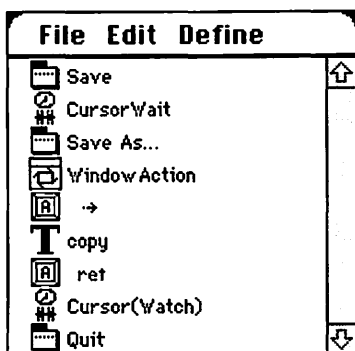 File Edit Define
Save
CursorWait
Save As...
WindowAction
A ⇢
T copy
A ret
Cursor(Watch)
Quit